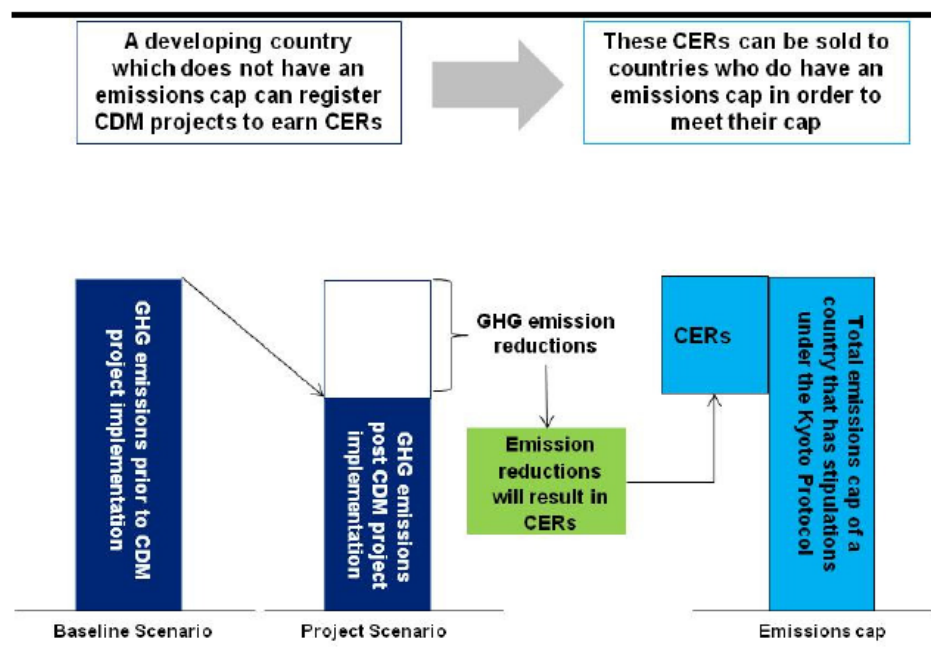 A developing country
which does not have an
emissions cap can register
CDM projects to earn CERs
These CERs can be sold to
countries who do have an
emissions cap in order to
meet their cap
GHG emissions prior to CDM
project implementation
GHG emissions
post CDM project
implementation
GHG emission
reductions
Emission
reductions
will result in
CERs
CERs
Total emissions cap of a
country that has stipulations
under the Kyoto Protocol
Baseline Scenario
Project Scenario
Emissions cap